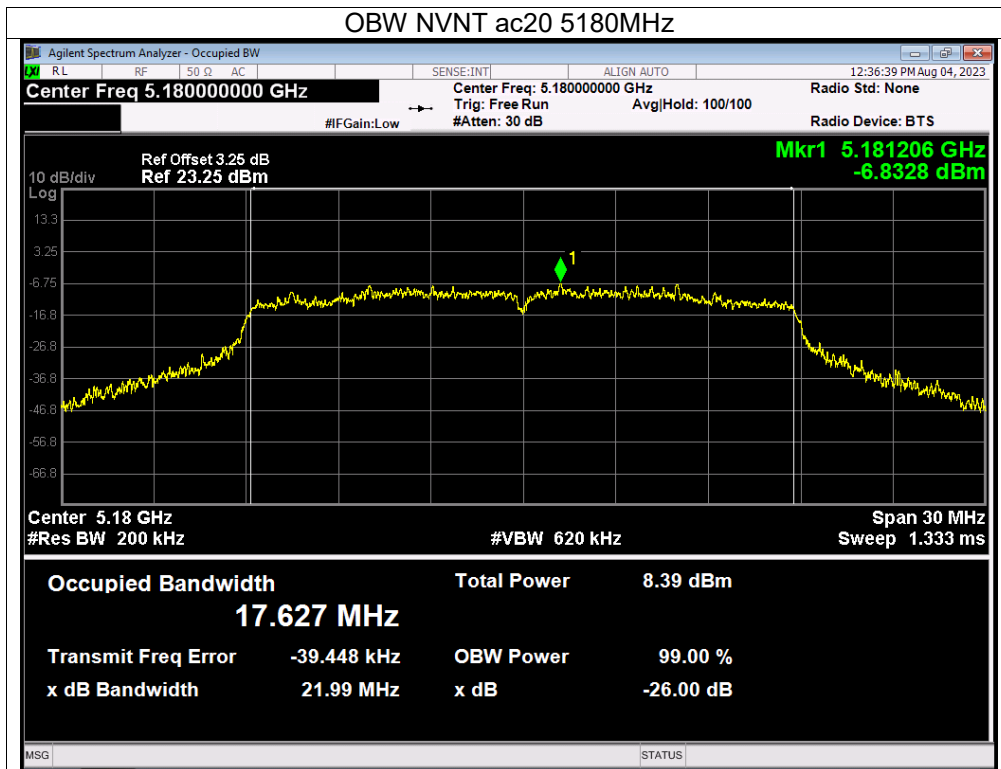 OBW NVNT ac20 5180MHz
Agilent Spectrum Analyzer - Occupied BW
LXI RL RF 50 Ω AC SENSE:INT ALIGN AUTO 12:36:39 PM Aug 04, 2023
Center Freq 5.180000000 GHz Center Freq: 5.180000000 GHz Radio Std: None
Trig: Free Run Avg|Hold: 100/100
#IFGain:Low #Atten: 30 dB Radio Device: BTS
Mkr1 5.181206 GHz
-6.8328 dBm
Ref Offset 3.25 dB
10 dB/div Ref 23.25 dBm
Log
13.3
3.25
1
-6.75
-16.8
-26.8
-36.8
-46.8
-56.8
-66.8
Center 5.18 GHz Span 30 MHz
#Res BW 200 kHz #VBW 620 kHz Sweep 1.333 ms
Occupied Bandwidth Total Power 8.39 dBm
17.627 MHz
Transmit Freq Error -39.448 kHz OBW Power 99.00 %
x dB Bandwidth 21.99 MHz x dB -26.00 dB
MSG STATUS